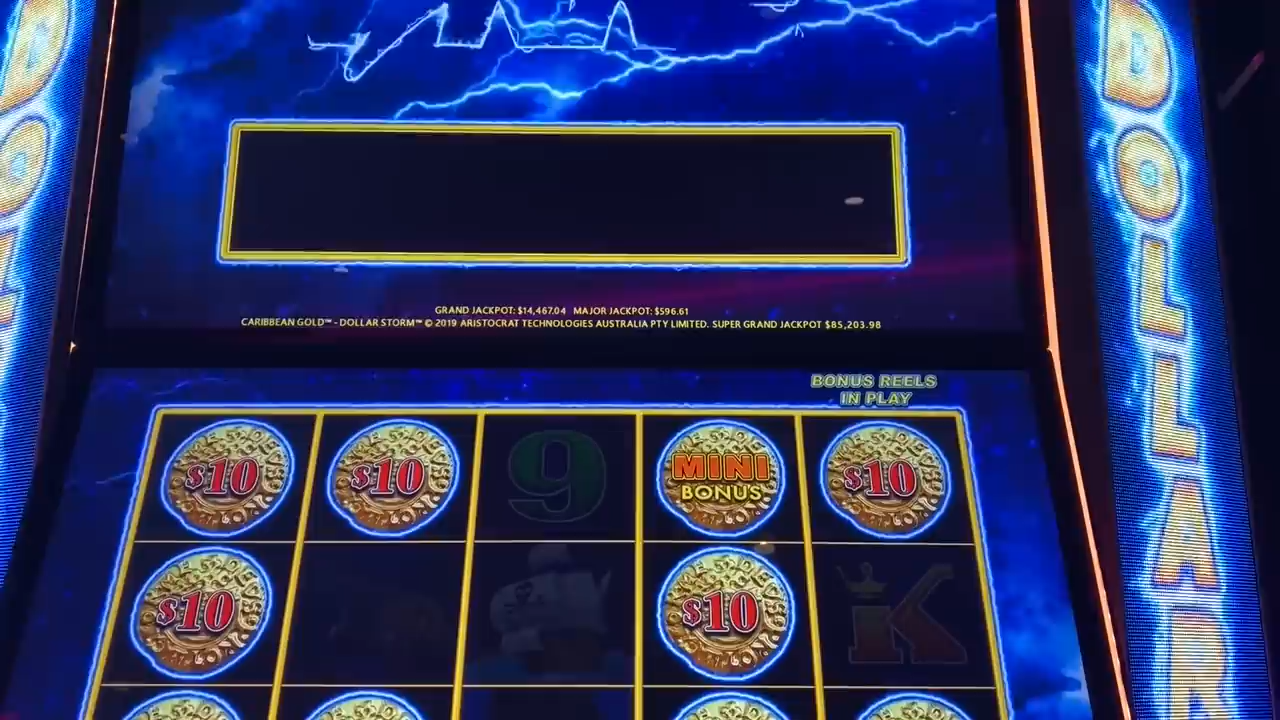 GRAND JACKPOT: $14,467.04 MAJOR JACKPOT: $596.61
CARIBBEAN GOLD™ - DOLLAR STORM™ © 2019 ARISTOCRAT TECHNOLOGIES AUSTRALIA PTY LIMITED. SUPER GRAND JACKPOT $85,203.98
BONUS REELS
IN PLAY
$10
$10
9
MINI
BONUS
$10
$10
$10
K
DOL
DOLLAR